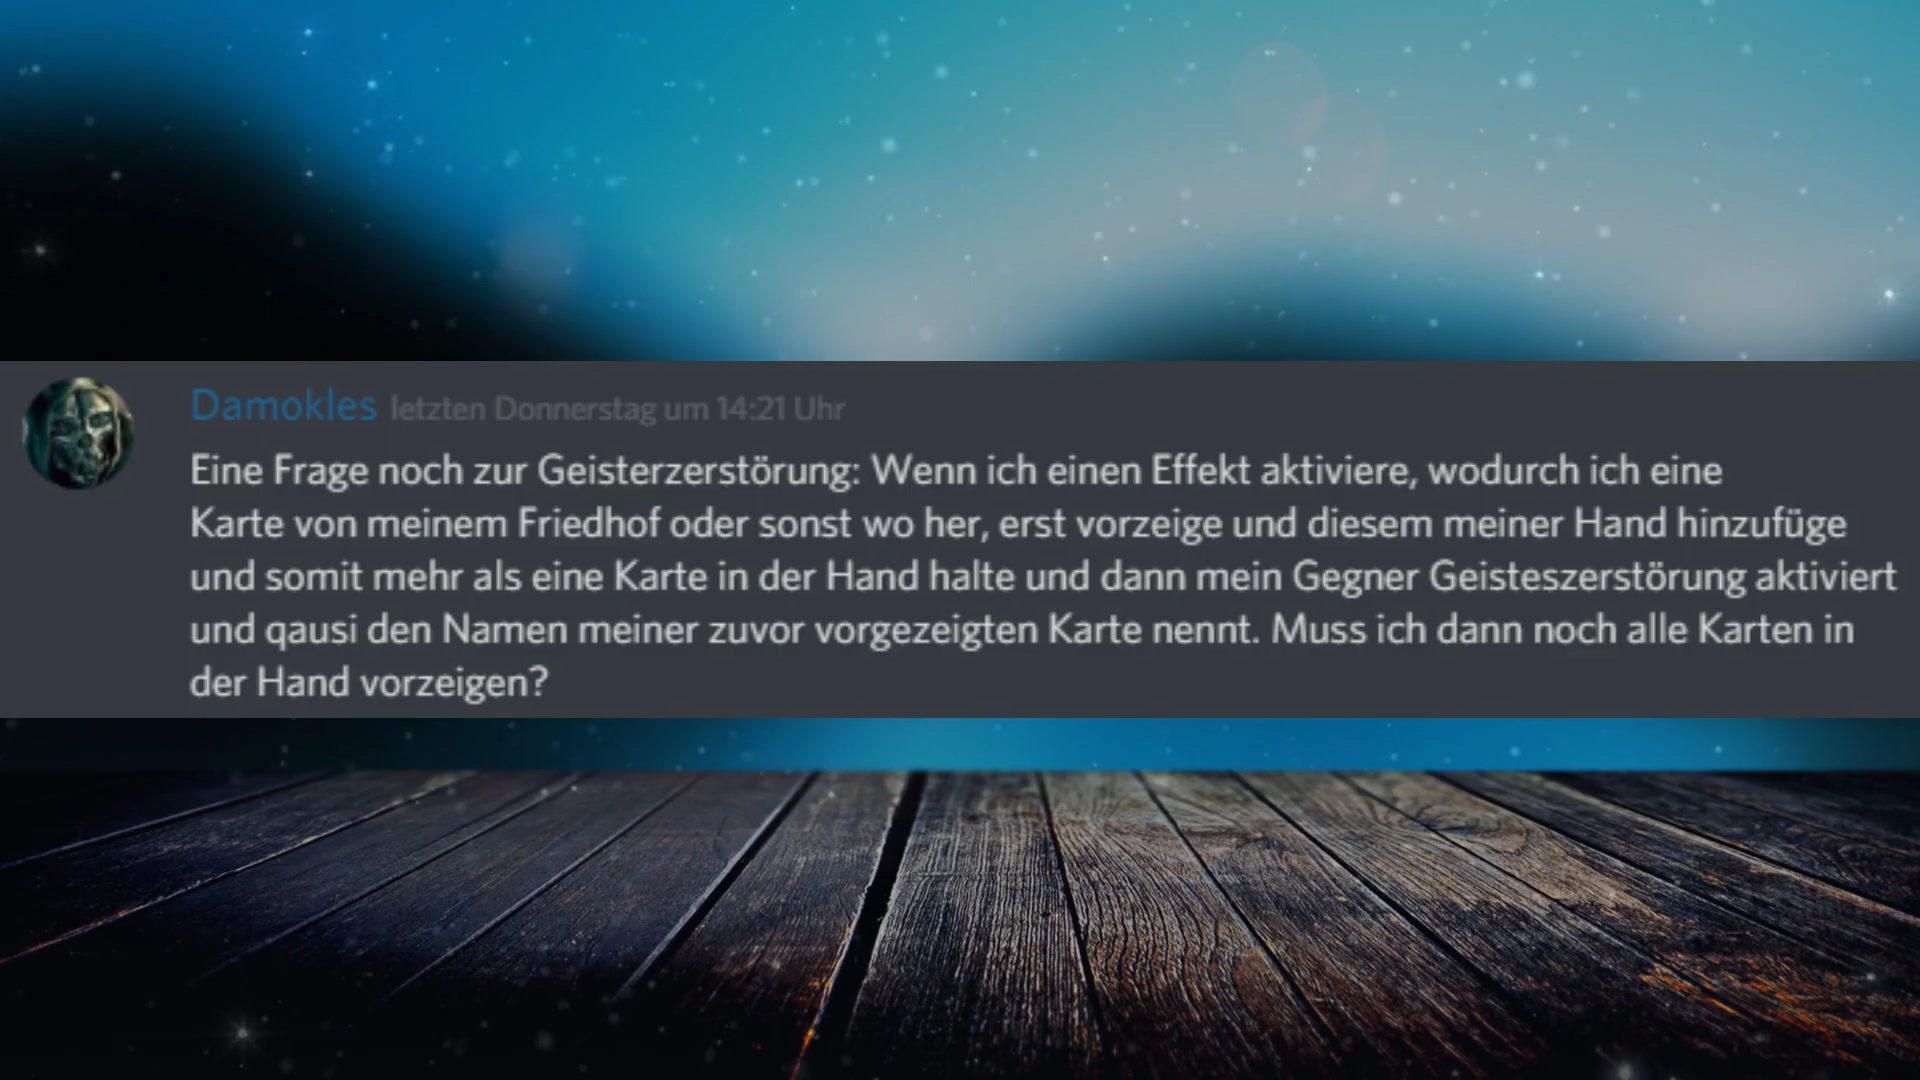 Damokles letzten Donnerstag um 14:21 Uhr
Eine Frage noch zur Geisterzerstörung: Wenn ich einen Effekt aktiviere, wodurch ich eine
Karte von meinem Friedhof oder sonst wo her, erst vorzeige und diesem meiner Hand hinzufüge
und somit mehr als eine Karte in der Hand halte und dann mein Gegner Geisteszerstörung aktiviert
und qausi den Namen meiner zuvor vorgezeigten Karte nennt. Muss ich dann noch alle Karten in
der Hand vorzeigen?